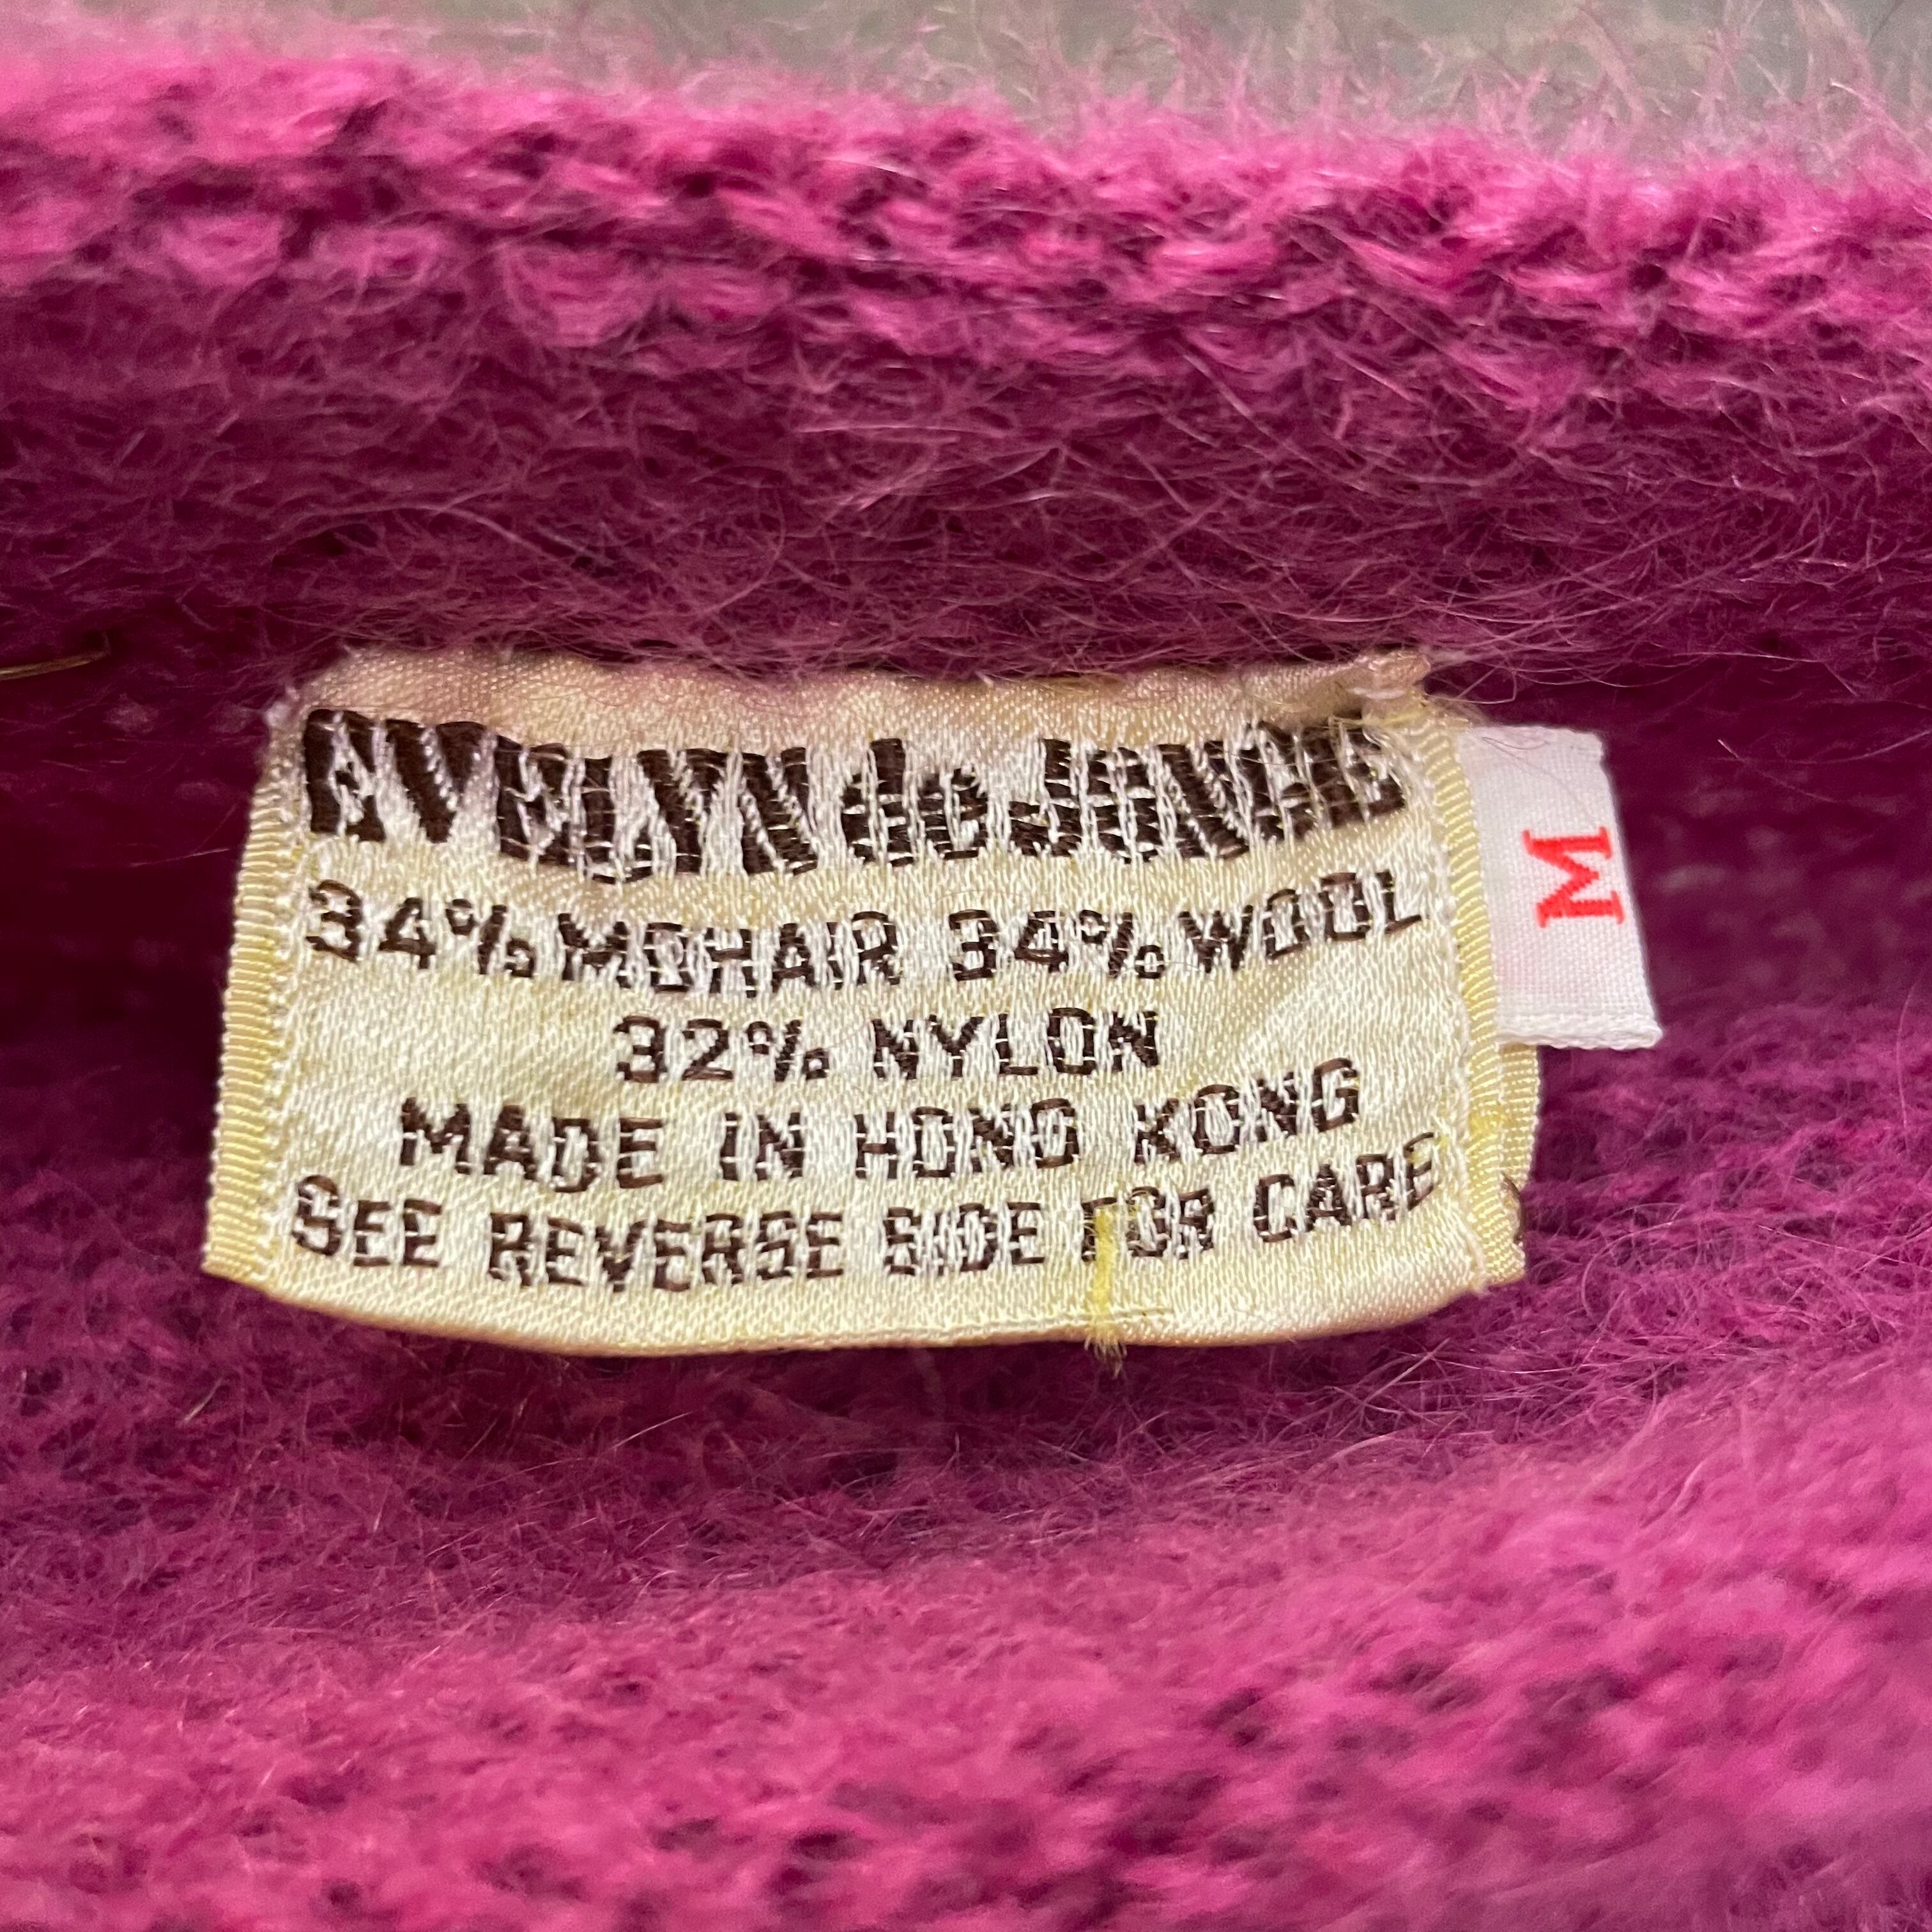 EVELYN de JONGE
34% MOHAIR 34% WOOL
32% NYLON
MADE IN HONG KONG
SEE REVERSE SIDE FOR CARE
M